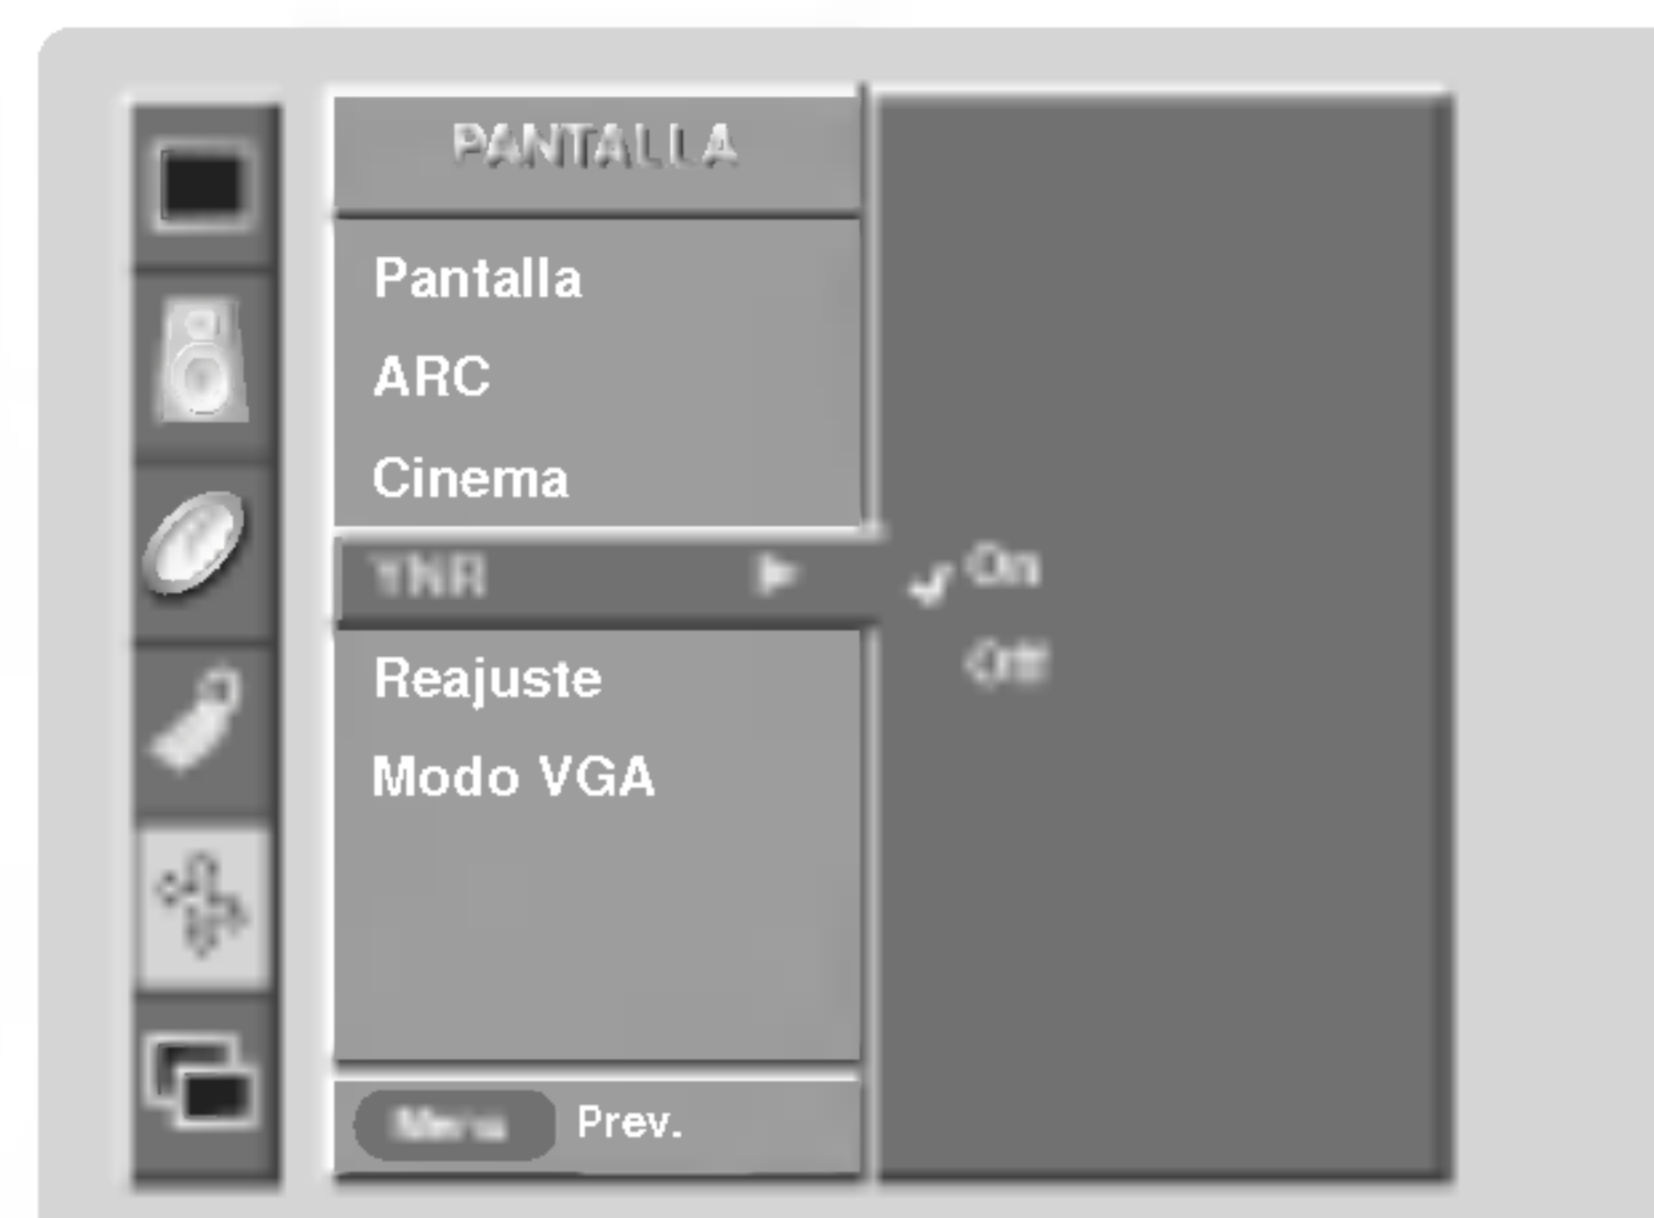 PANTALLA
Pantalla
ARC
Cinema
YNR
On
Off
Reajuste
Modo VGA
Menu Prev.